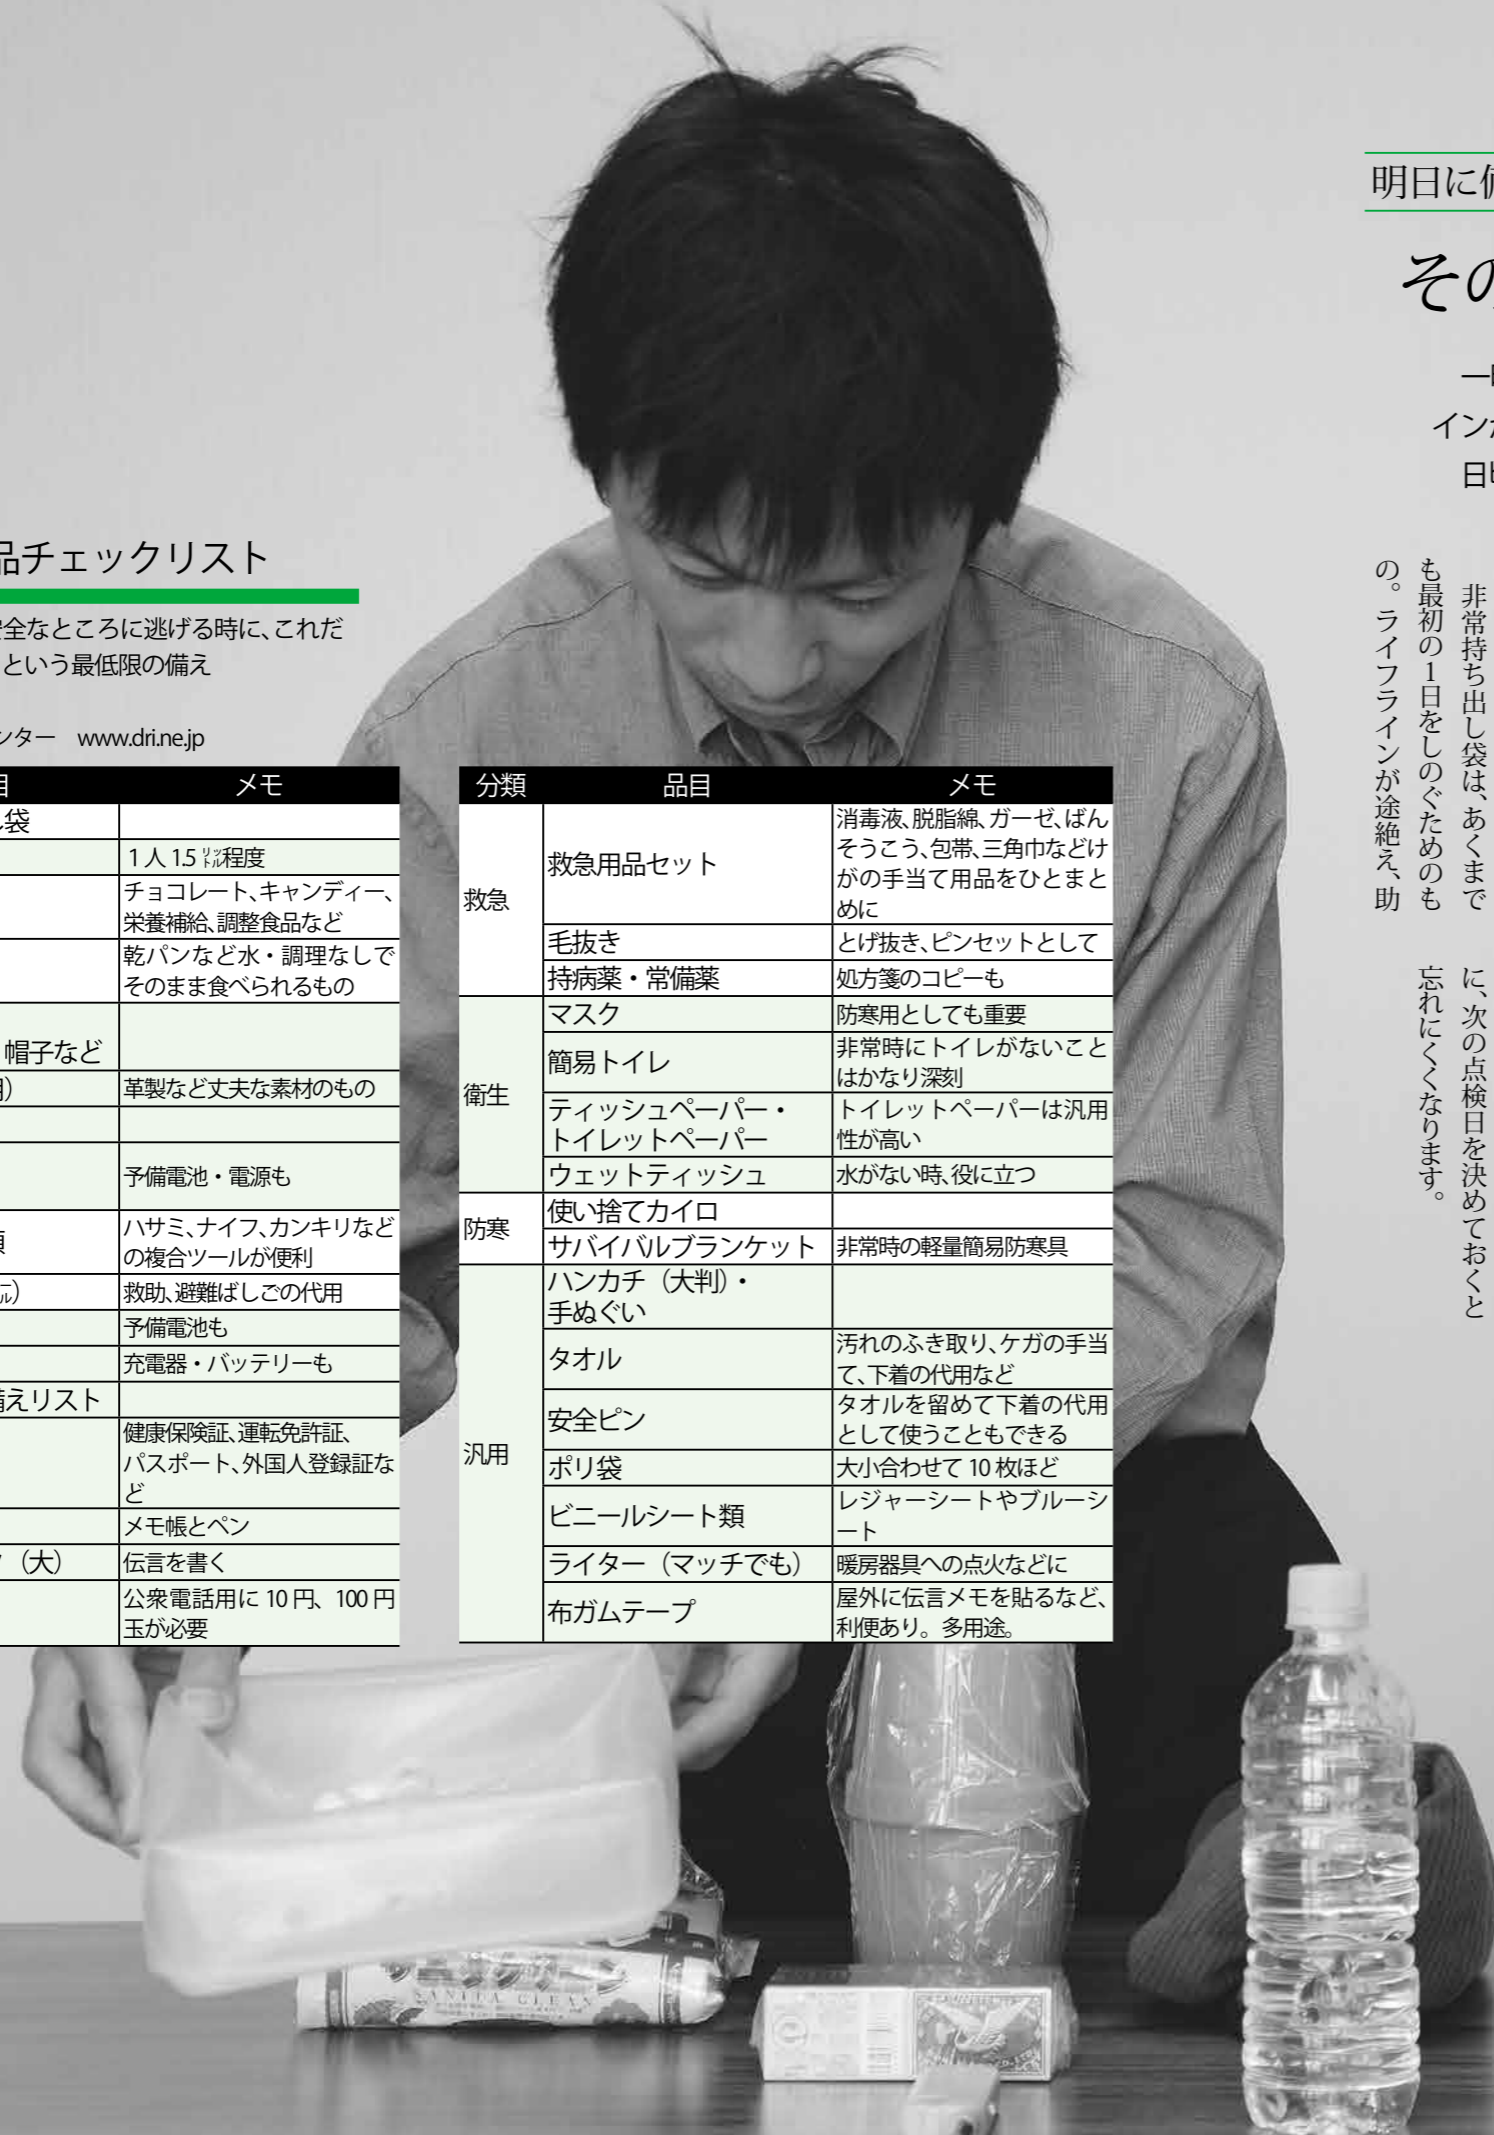 明日に
その
イン
非常持ち出し袋は、あくまで
も最初の1日をしのぐためのも
の。ライフラインが途絶え、助
に、次の点検日を決めておくと
忘れにくくなります。
品チェックリスト
全なところに逃げる時に、これだ
という最低限の備え
ンター　www.dri.ne.jp
目 メモ
し袋
1人1.5㍑程度
チョコレート、キャンディー、
栄養補給、調整食品など
乾パンなど水・調理なしで
そのまま食べられるもの
帽子など
革製など丈夫な素材のもの
予備電池・電源も
ハサミ、ナイフ、カンキリなど
の複合ツールが便利
救助、避難ばしごの代用
予備電池も
充電器・バッテリーも
備えリスト
健康保険証、運転免許証、
パスポート、外国人登録証な
ど
メモ帳とペン
（大） 伝言を書く
公衆電話用に10円、100円
玉が必要
分類 品目 メモ
救急
救急用品セット
消毒液、脱脂綿、ガーゼ、ばん
そうこう、包帯、三角巾などけ
がの手当て用品をひとまと
めに
毛抜き とげ抜き、ピンセットとして
持病薬・常備薬 処方箋のコピーも
衛生
マスク 防寒用としても重要
簡易トイレ
非常時にトイレがないこと
はかなり深刻
ティッシュペーパー・
トイレットペーパー
トイレットペーパーは汎用
性が高い
ウェットティッシュ 水がない時、役に立つ
防寒
使い捨てカイロ
サバイバルブランケット 非常時の軽量簡易防寒具
汎用
ハンカチ（大判）・
手ぬぐい
タオル
汚れのふき取り、ケガの手当
て、下着の代用など
安全ピン
タオルを留めて下着の代用
として使うこともできる
ポリ袋 大小合わせて10枚ほど
ビニールシート類
レジャーシートやブルーシ
ート
ライター（マッチでも） 暖房器具への点火などに
布ガムテープ
屋外に伝言メモを貼るなど、
利便あり。多用途。
SANITA CLEAN